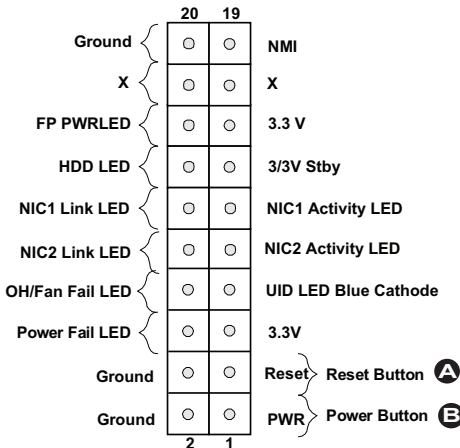 20 19
Ground NMI
X X
FP PWRLED 3.3 V
HDD LED 3/3V Stby
NIC1 Link LED NIC1 Activity LED
NIC2 Link LED NIC2 Activity LED
OH/Fan Fail LED UID LED Blue Cathode
Power Fail LED 3.3V
Ground Reset Reset Button A
Ground PWR Power Button B
2 1